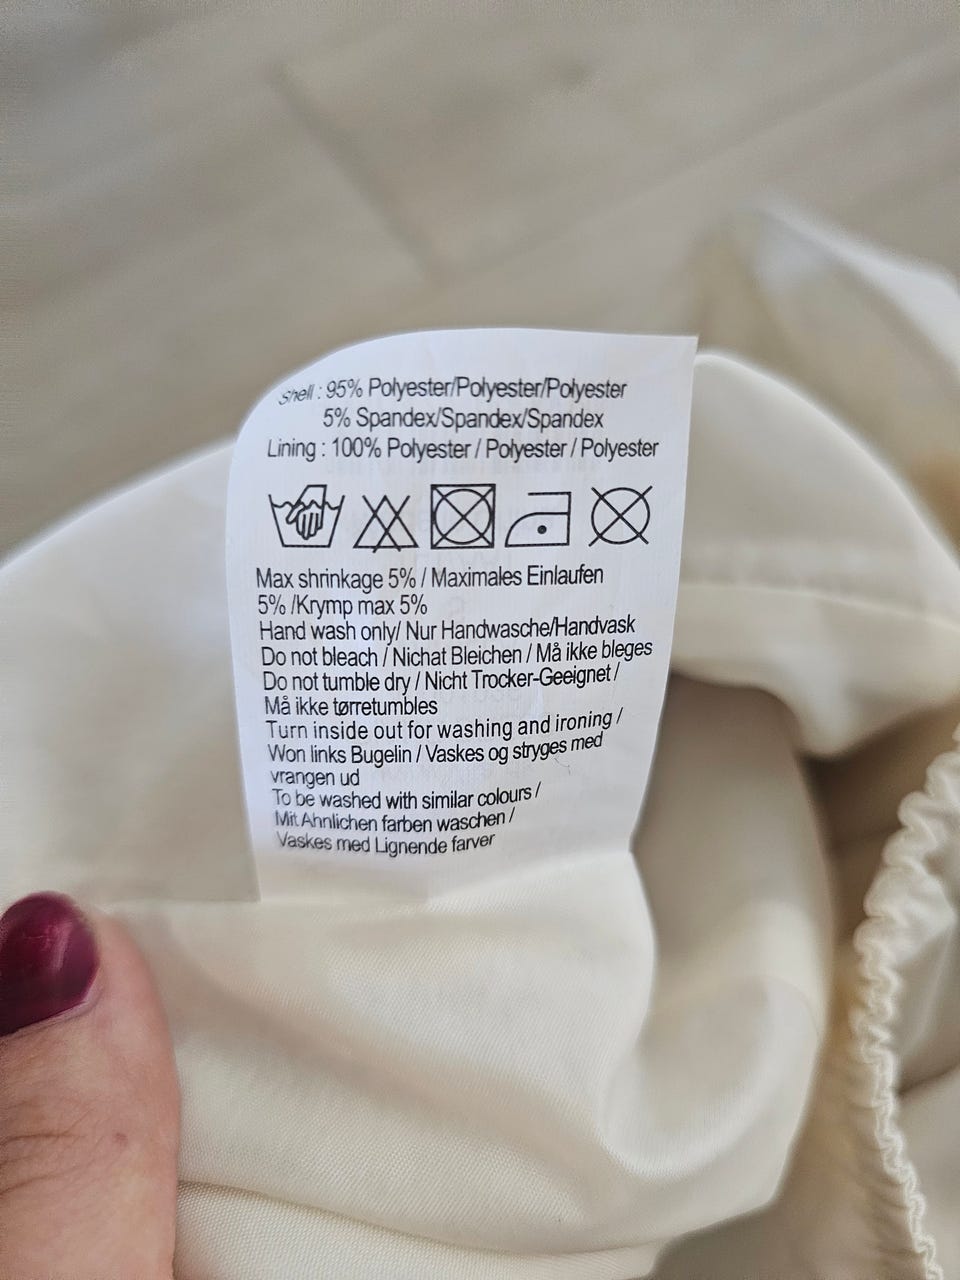 Shell : 95% Polyester/Polyester/Polyester
5% Spandex/Spandex/Spandex
Lining : 100% Polyester / Polyester / Polyester
Max shrinkage 5% / Maximales Einlaufen
5% /Krymp max 5%
Hand wash only/ Nur Handwasche/Handvask
Do not bleach / Nichat Bleichen / Må ikke bleges
Do not tumble dry / Nicht Trocker-Geeignet /
Må ikke tørretumbles
Turn inside out for washing and ironing /
Won links Bugelin / Vaskes og stryges med
vrangen ud
To be washed with similar colours /
Mit Ahnlichen farben waschen /
Vaskes med Lignende farver